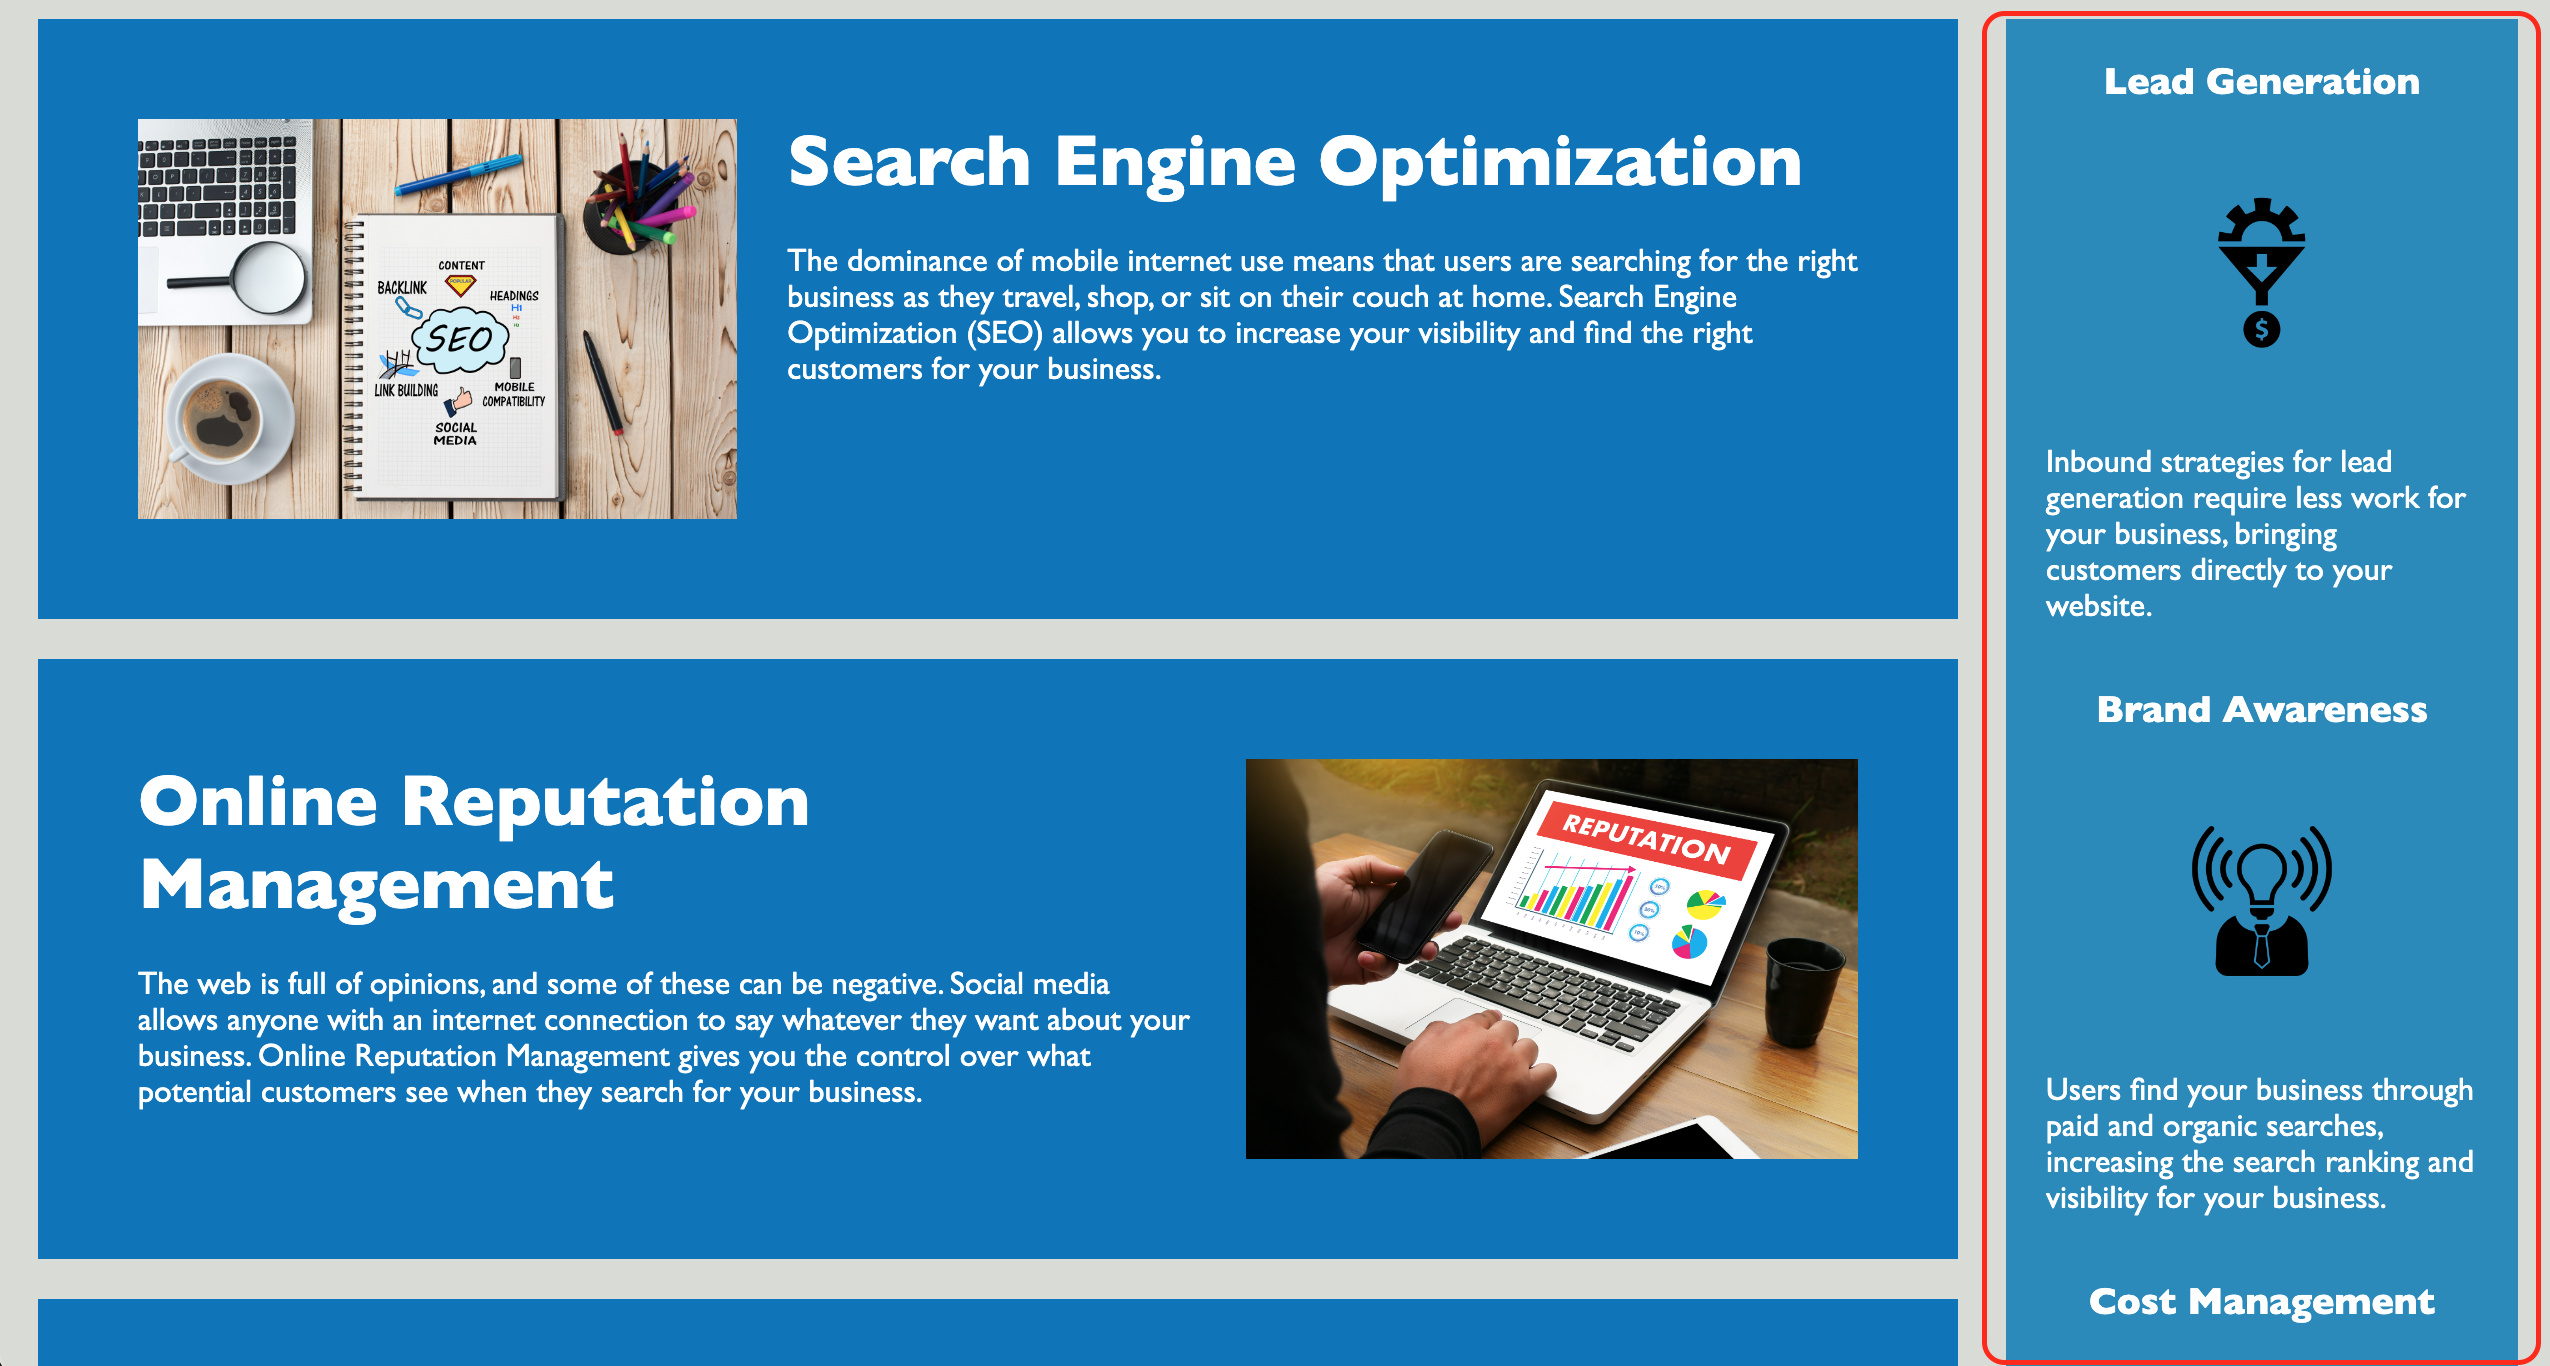 Search Engine Optimization
The dominance of mobile internet use means that users are searching for the right
business as they travel, shop, or sit on their couch at home. Search Engine
Optimization (SEO) allows you to increase your visibility and find the right
customers for your business.
CONTENT
BACKLINK
HEADINGS
H1
SEO
LINK BUILDING
MOBILE
COMPATIBILITY
SOCIAL
MEDIA
Online Reputation
Management
The web is full of opinions, and some of these can be negative. Social media
allows anyone with an internet connection to say whatever they want about your
business. Online Reputation Management gives you the control over what
potential customers see when they search for your business.
REPUTATION
Lead Generation
$
Inbound strategies for lead
generation require less work for
your business, bringing
customers directly to your
website.
Brand Awareness
Users find your business through
paid and organic searches,
increasing the search ranking and
visibility for your business.
Cost Management